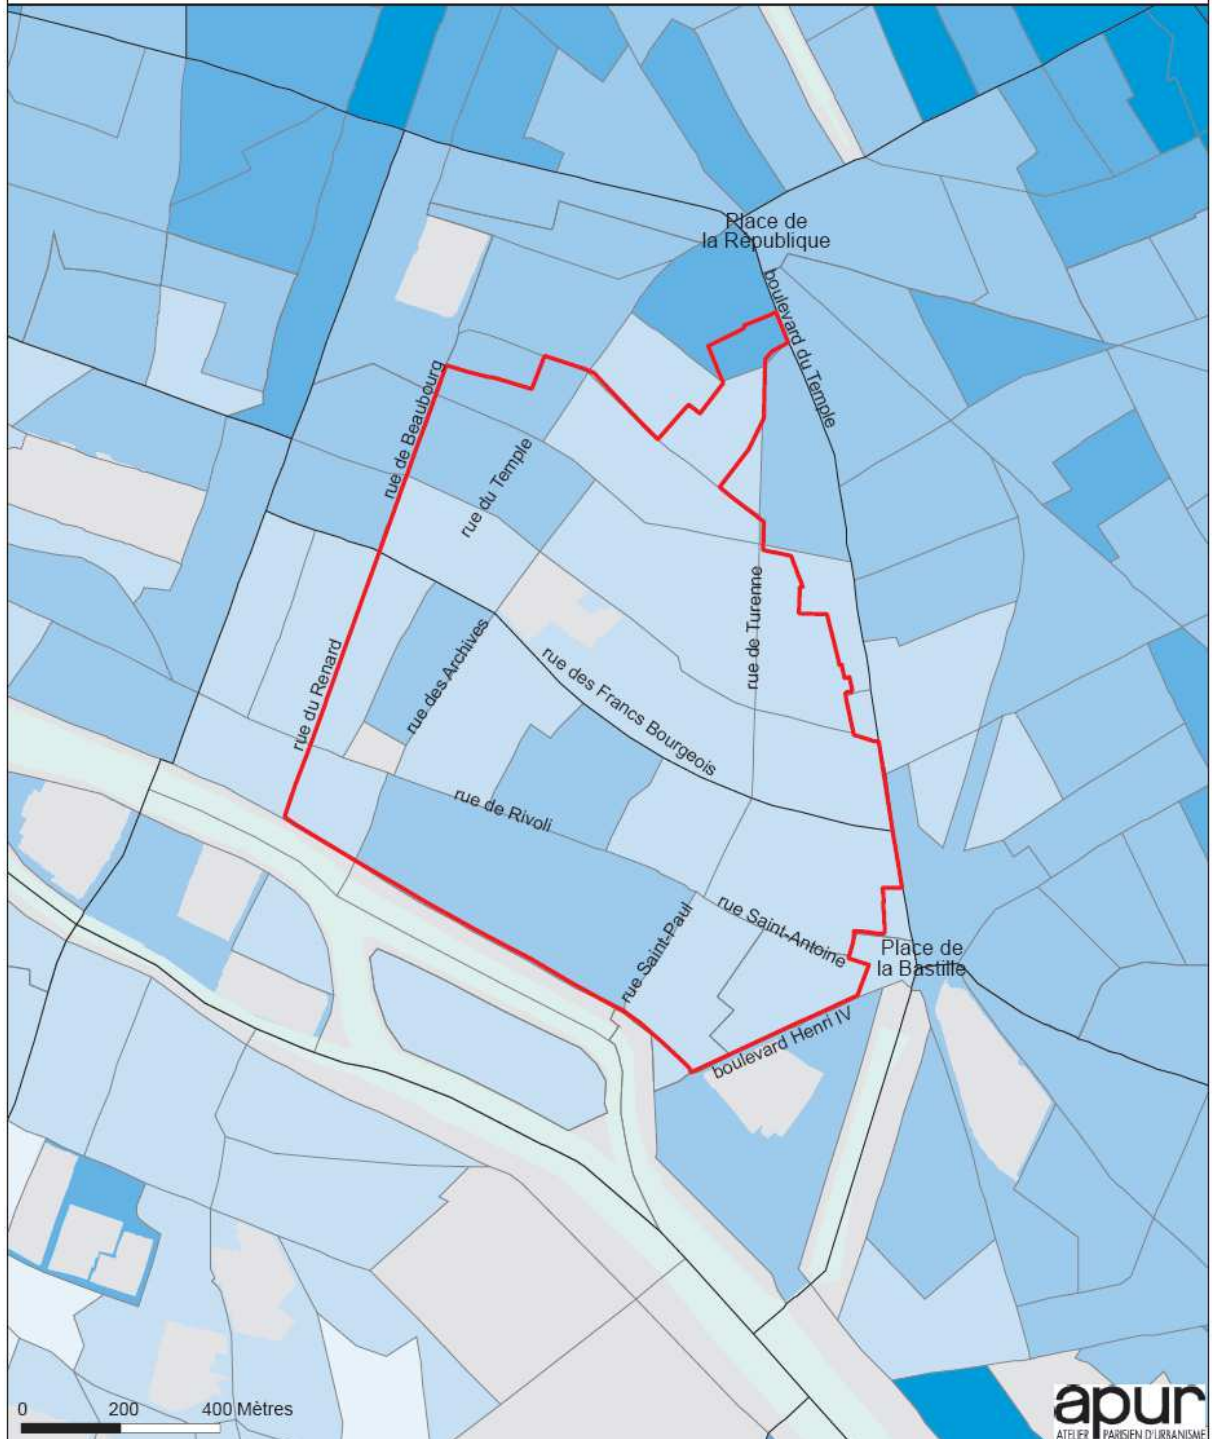 Place de
la République
boulevard du Temple
rue de Beaubourg
rue du Temple
rue de Turenne
rue des Archives
rue du Renard
rue des Francs Bourgeois
rue de Rivoli
rue Saint-Paul
rue Saint-Antoine
Place de
la Bastille
boulevard Henri IV
0 200 400 Mètres
apur
ATELIER PARISIEN D'URBANISME